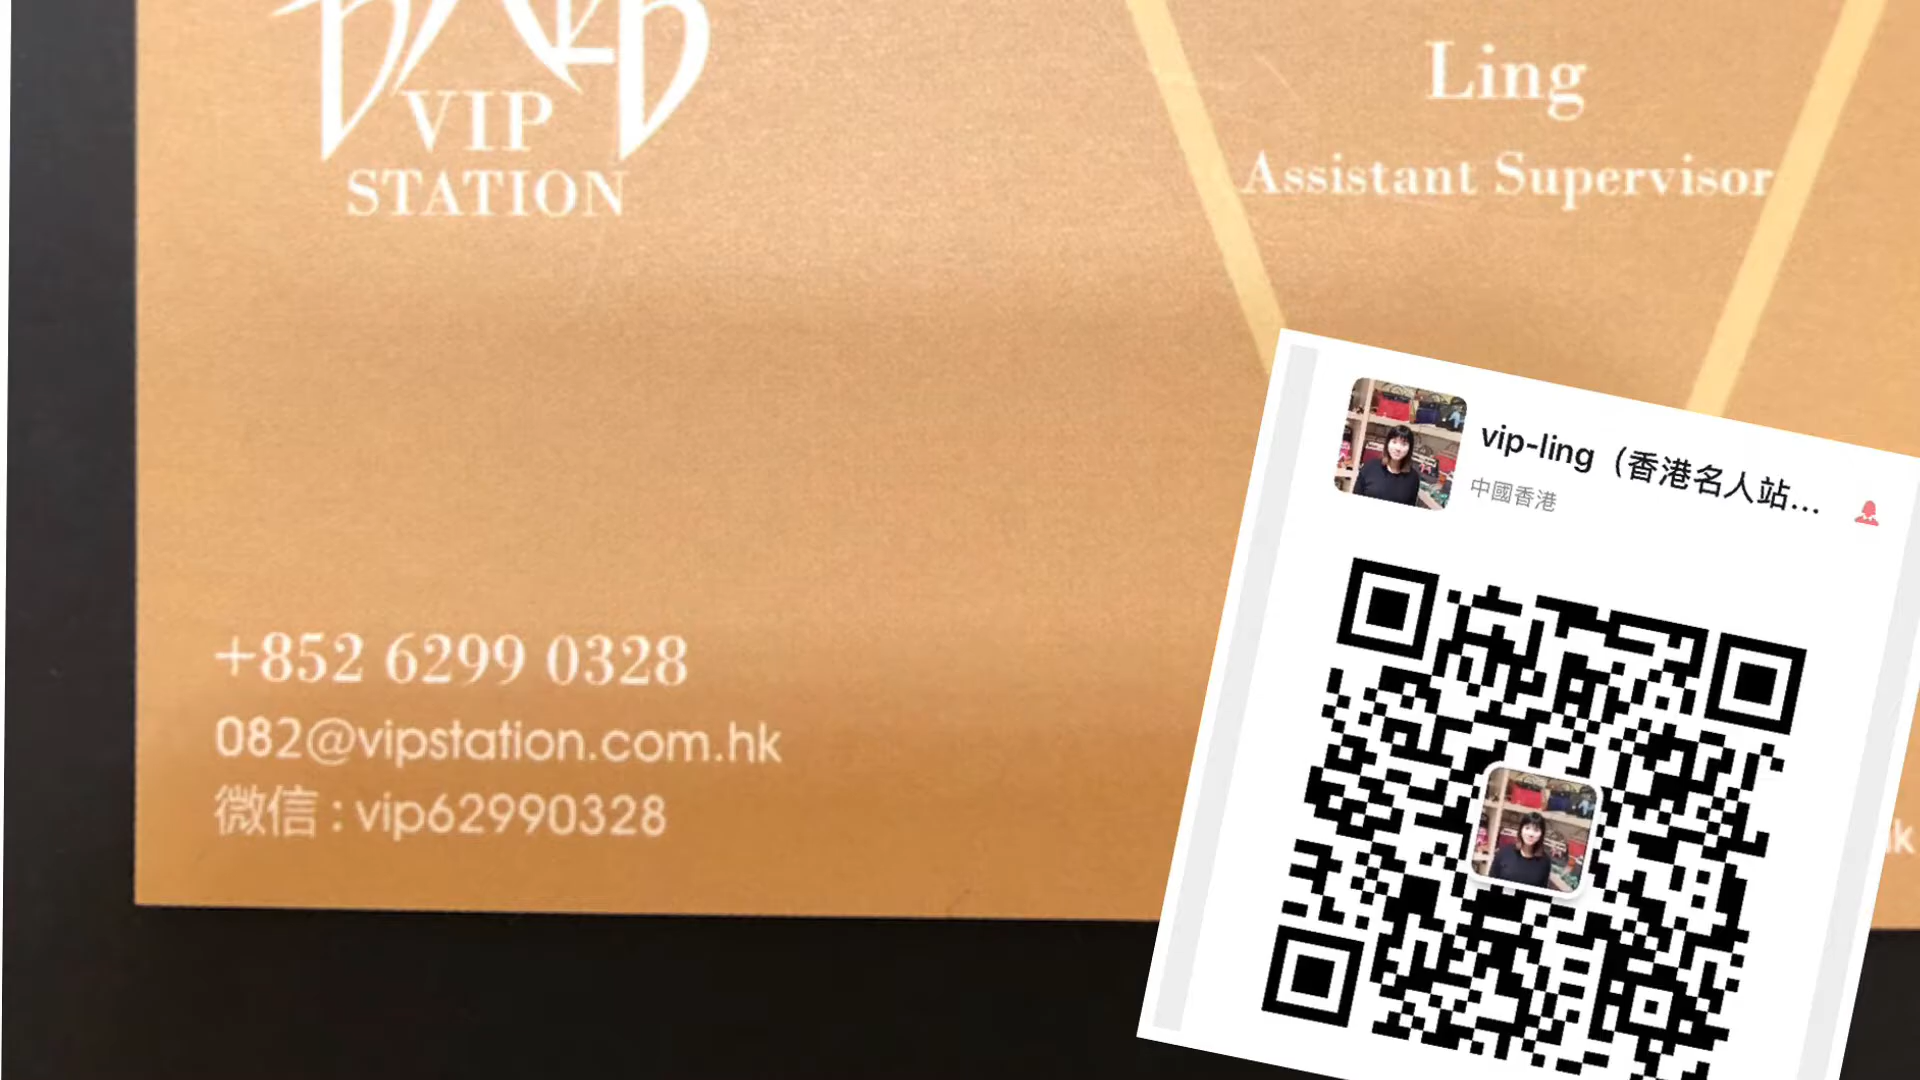 VIP
STATION
Ling
Assistant Supervisor
+852 6299 0328
082@vipstation.com.hk
微信 : vip62990328
vip-ling（香港名人站...
中國香港